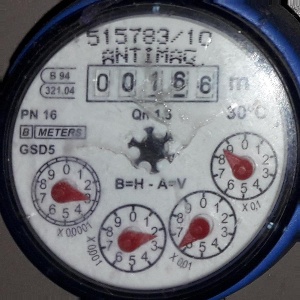 515783/10
ANTIMAG.
B 94
321.04
00166 m
PN 16
Qn 1,5
30°C
B METERS
GSD5
B=H - A=V
X 0,1
X 0,01
X 0,001
X 0,0001